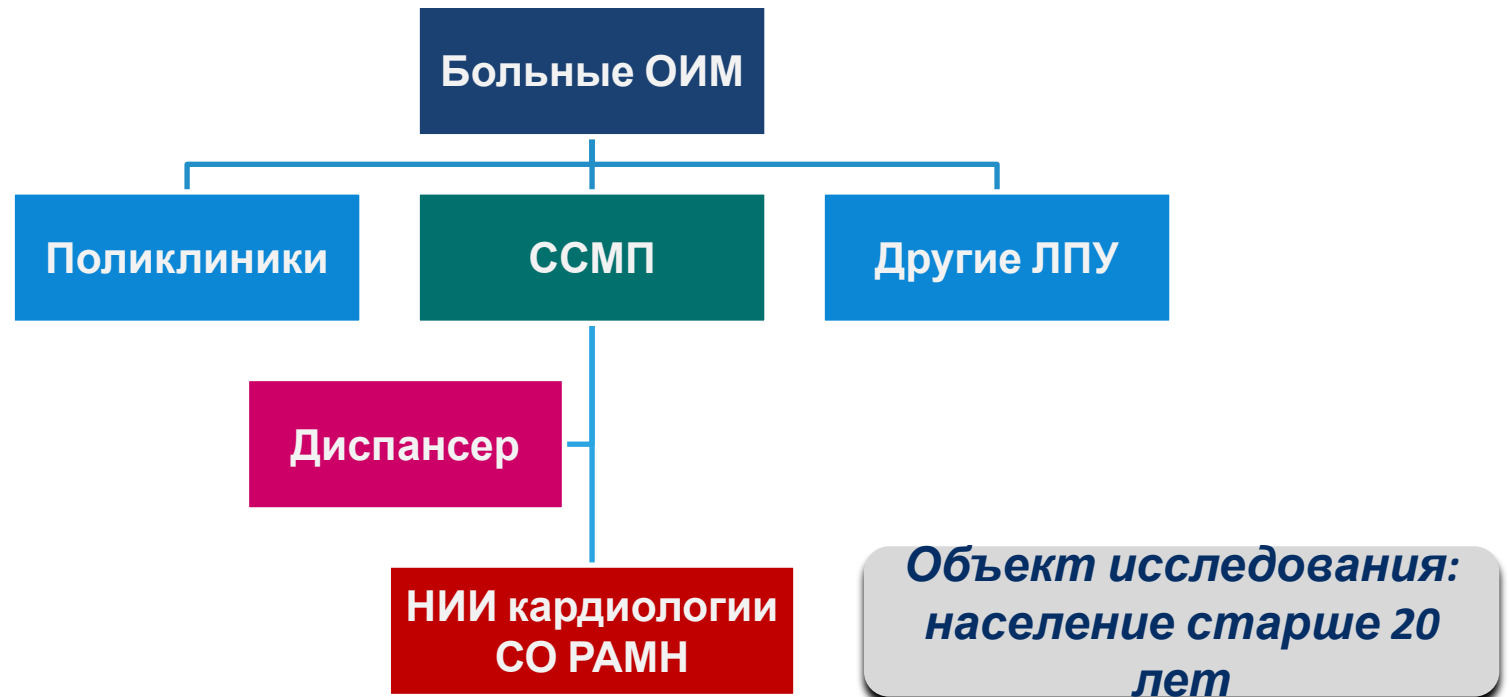 Больные ОИМ
Поликлиники
ССМП
Другие ЛПУ
Диспансер
НИИ кардиологии
СО РАМН
Объект исследования:
население старше 20
лет